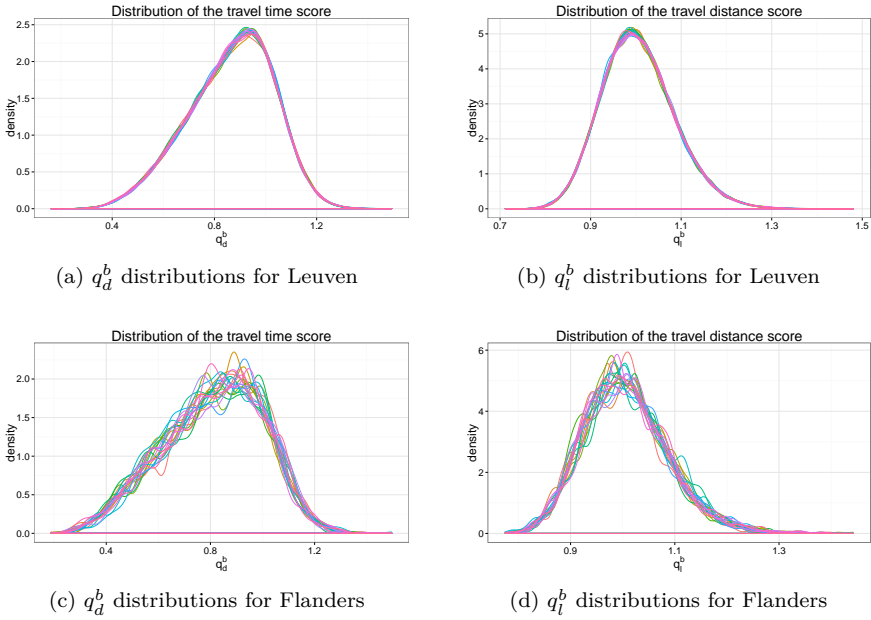 Distribution of the travel time score
density
2.5
2.0
1.5
1.0
0.5
0.0
0.4 0.8 1.2
q_d^b
(a) q_d^b distributions for Leuven
Distribution of the travel distance score
density
5
4
3
2
1
0
0.7 0.9 1.1 1.3 1.5
q_l^b
(b) q_l^b distributions for Leuven
Distribution of the travel time score
density
2.0
1.5
1.0
0.5
0.0
0.4 0.8 1.2
q_d^b
(c) q_d^b distributions for Flanders
Distribution of the travel distance score
density
6
4
2
0
0.9 1.1 1.3
q_l^b
(d) q_l^b distributions for Flanders